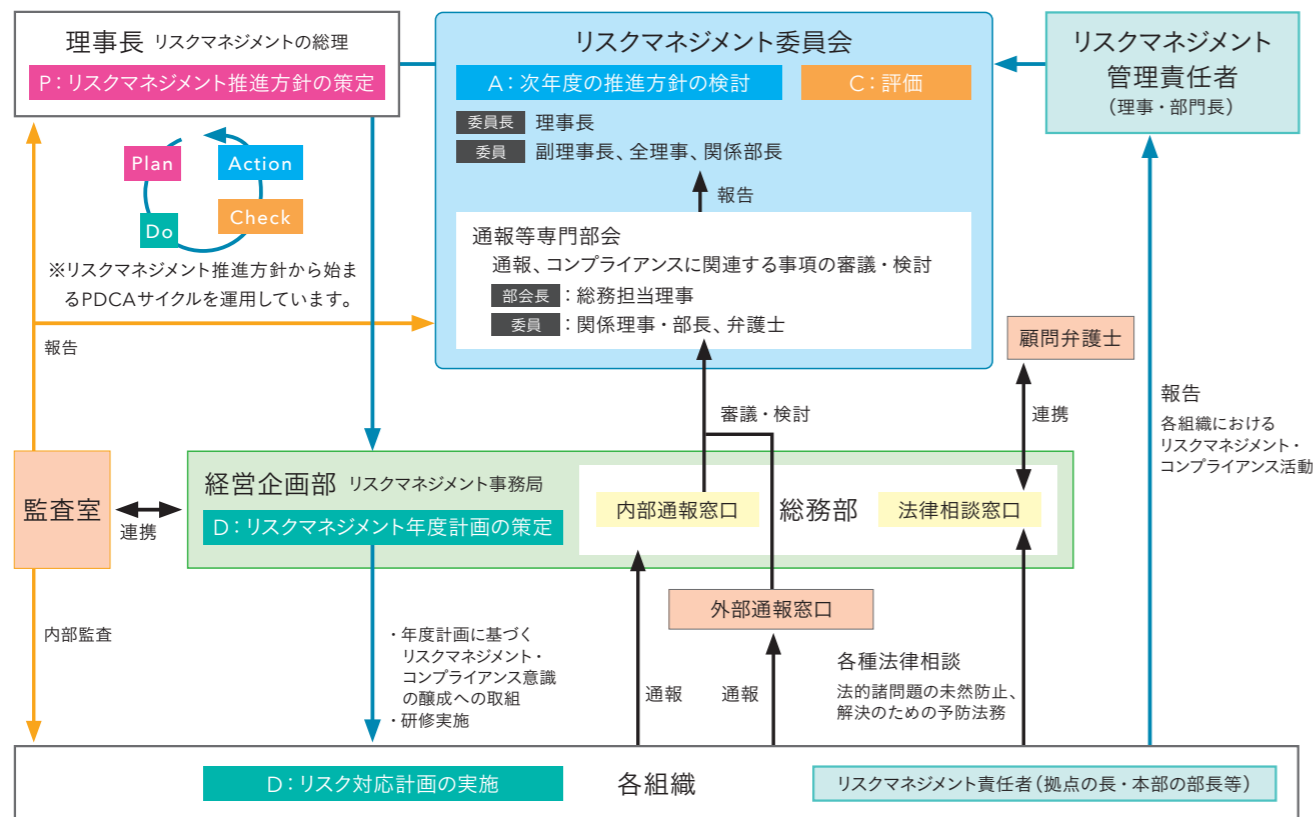 理事長 リスクマネジメントの総理
P：リスクマネジメント推進方針の策定
リスクマネジメント委員会
A：次年度の推進方針の検討
C：評価
委員長 理事長
委員 副理事長、全理事、関係部長
リスクマネジメント
管理責任者
（理事・部門長）
Plan
Action
Do
Check
※リスクマネジメント推進方針から始ま
るPDCAサイクルを運用しています。
報告
通報等専門部会
通報、コンプライアンスに関連する事項の審議・検討
部会長：総務担当理事
委員：関係理事・部長、弁護士
報告
顧問弁護士
審議・検討
連携
報告
各組織における
リスクマネジメント・
コンプライアンス活動
監査室
連携
経営企画部 リスクマネジメント事務局
D：リスクマネジメント年度計画の策定
内部通報窓口
総務部
法律相談窓口
外部通報窓口
内部監査
・年度計画に基づく
リスクマネジメント・
コンプライアンス意識
の醸成への取組
・研修実施
通報
通報
各種法律相談
法的諸問題の未然防止、
解決のための予防法務
D：リスク対応計画の実施
各組織
リスクマネジメント責任者（拠点の長・本部の部長等）